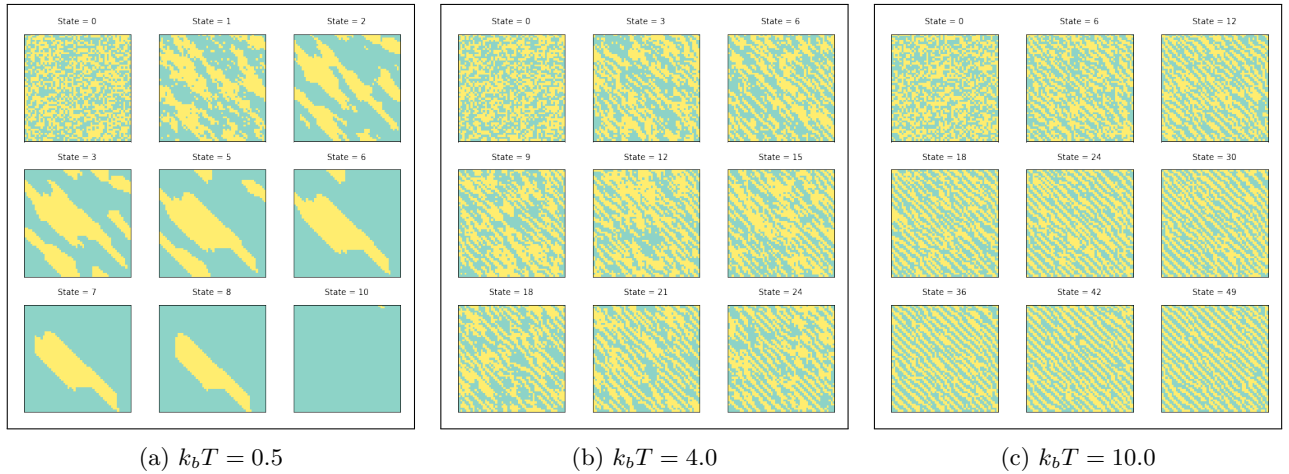 State = 0
State = 1
State = 2
State = 3
State = 5
State = 6
State = 7
State = 8
State = 10
(a) k_bT = 0.5
State = 0
State = 3
State = 6
State = 9
State = 12
State = 15
State = 18
State = 21
State = 24
(b) k_bT = 4.0
State = 0
State = 6
State = 12
State = 18
State = 24
State = 30
State = 36
State = 42
State = 49
(c) k_bT = 10.0